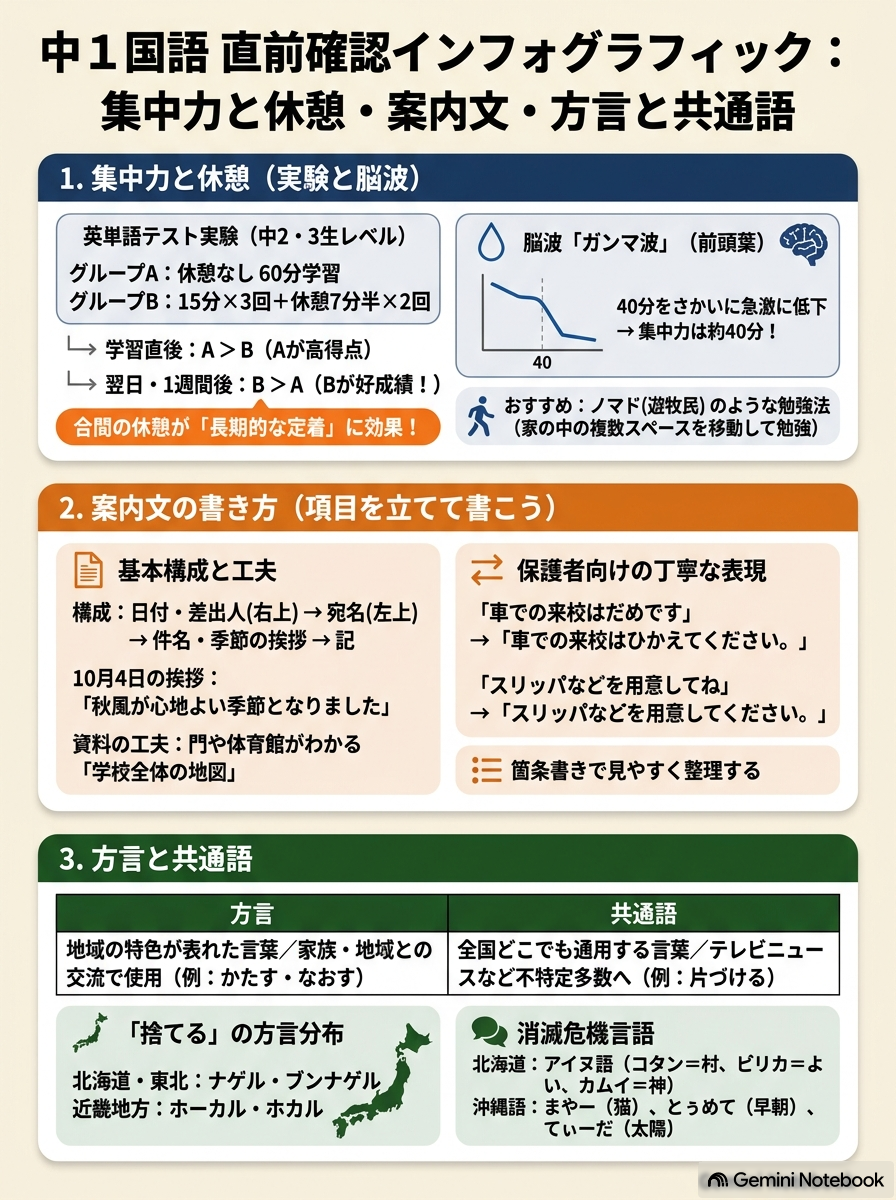 中１国語 直前確認インフォグラフィック：
集中力と休憩・案内文・方言と共通語
1. 集中力と休憩（実験と脳波）
英単語テスト実験（中2・3生レベル）
グループA：休憩なし 60分学習
グループB：15分×3回＋休憩7分半×2回
学習直後：A > B（Aが高得点）
翌日・1週間後：B > A（Bが好成績！）
合間の休憩が「長期的な定着」に効果！
脳波「ガンマ波」（前頭葉）
40
40分をさかいに急激に低下
→ 集中力は約40分！
おすすめ：ノマド(遊牧民) のような勉強法
（家の中の複数スペースを移動して勉強）
2. 案内文の書き方（項目を立てて書こう）
基本構成と工夫
構成：日付・差出人(右上) → 宛名(左上)
→ 件名・季節の挨拶 → 記
10月4日の挨拶：
「秋風が心地よい季節となりました」
資料の工夫：門や体育館がわかる
「学校全体の地図」
保護者向けの丁寧な表現
「車での来校はだめです」
→「車での来校はひかえてください。」
「スリッパなどを用意してね」
→「スリッパなどを用意してください。」
箇条書きで見やすく整理する
3. 方言と共通語
方言
共通語
地域の特色が表れた言葉／家族・地域との
交流で使用（例：かたす・なおす）
全国どこでも通用する言葉／テレビニュー
スなど不特定多数へ（例：片づける）
「捨てる」の方言分布
北海道・東北：ナゲル・ブンナゲル
近畿地方：ホーカル・ホカル
消滅危機言語
北海道：アイヌ語（コタン＝村、ピリカ＝よ
い、カムイ＝神）
沖縄語：まやー（猫）、とぅめて（早朝）、
てぃーだ（太陽）
Gemini Notebook